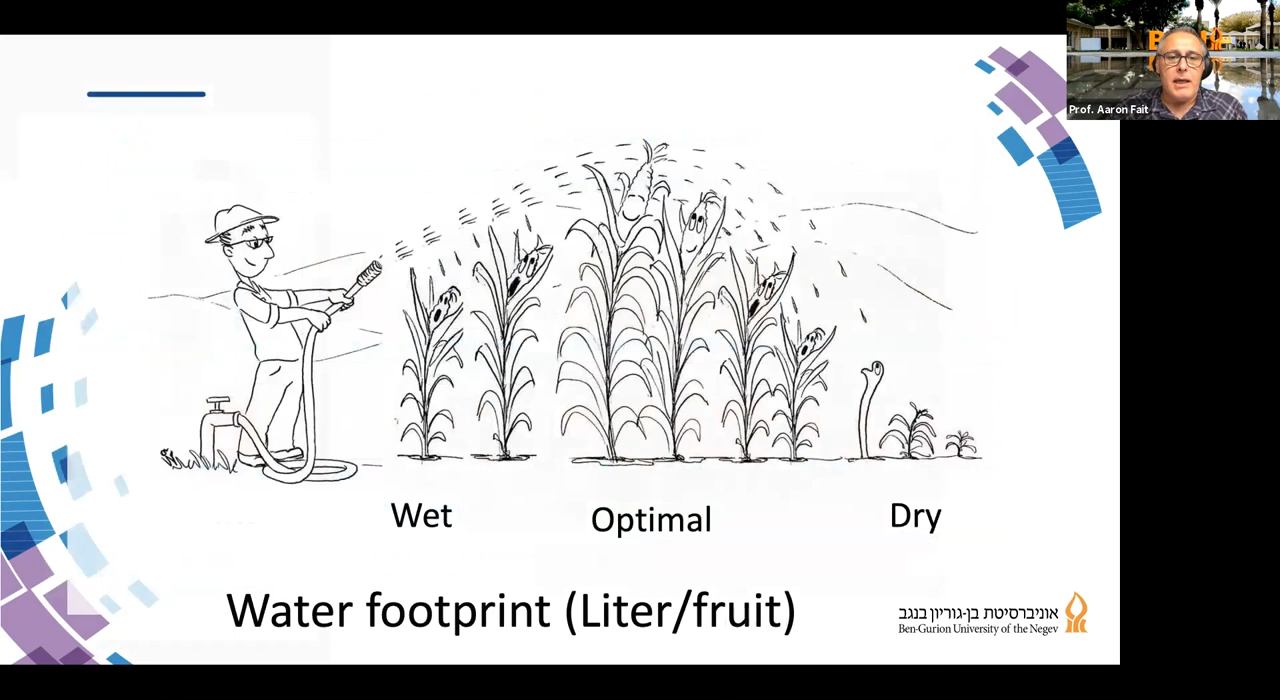 Prof. Aaron Fait
Wet
Optimal
Dry
Water footprint (Liter/fruit)
אוניברסיטת בן-גוריון בנגב
Ben-Gurion University of the Negev